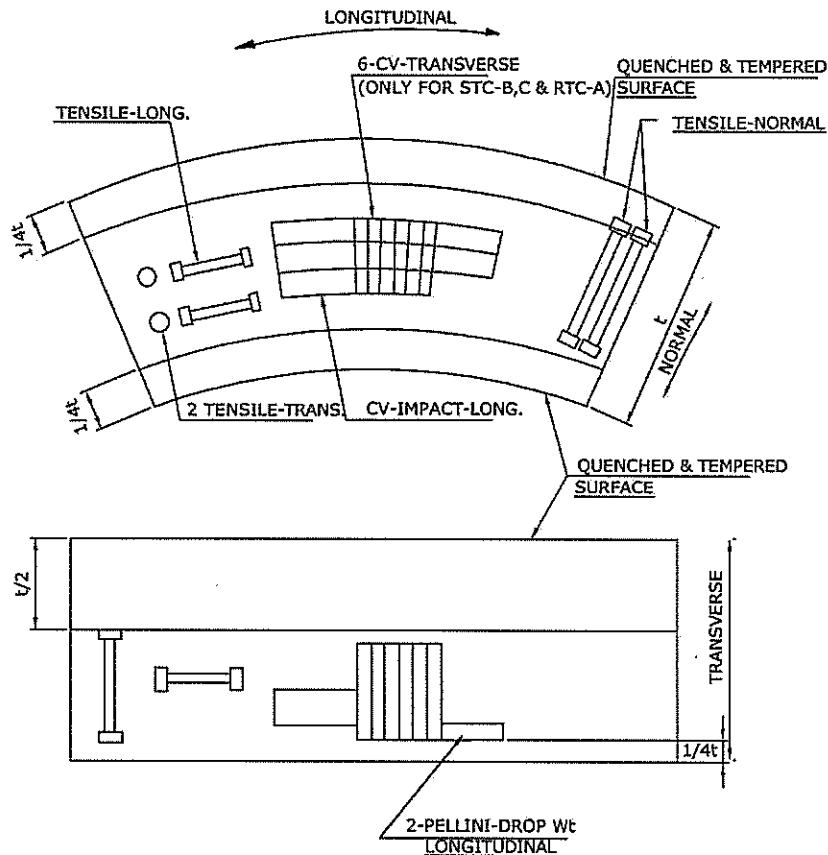 LONGITUDINAL
6-CV-TRANSVERSE
(ONLY FOR STC-B,C & RTC-A)
QUENCHED & TEMPERED
SURFACE
TENSILE-LONG.
TENSILE-NORMAL
1/4t
t
NORMAL
1/4t
2 TENSILE-TRANS.
CV-IMPACT-LONG.
QUENCHED & TEMPERED
SURFACE
t/2
TRANSVERSE
1/4t
2-PELLINI-DROP Wt
LONGITUDINAL